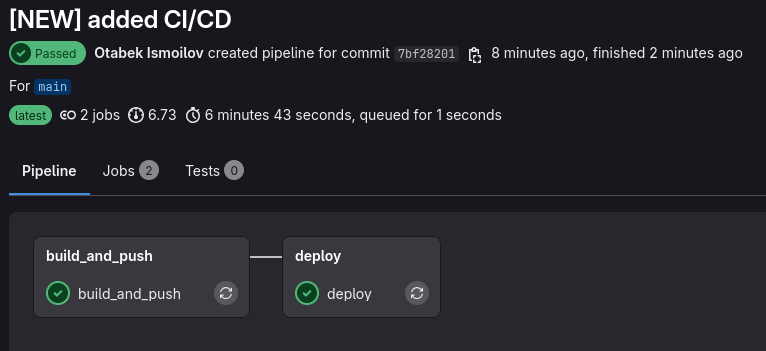 [NEW] added CI/CD
Passed Otabek Ismoilov created pipeline for commit 7bf28201 8 minutes ago, finished 2 minutes ago
For main
latest 2 jobs 6.73 6 minutes 43 seconds, queued for 1 seconds
Pipeline Jobs 2 Tests 0
build_and_push deploy
build_and_push deploy